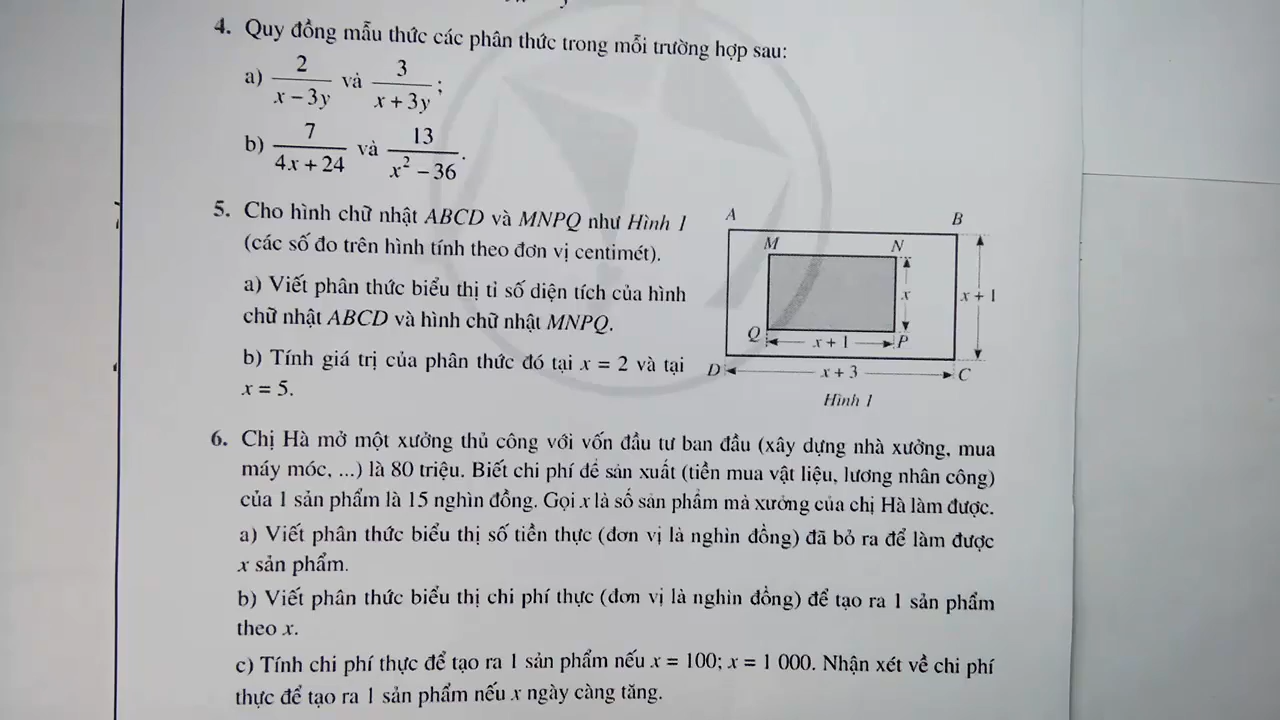 4. Quy đồng mẫu thức các phân thức trong mỗi trường hợp sau:
a) 2/(x − 3y) và 3/(x + 3y);
b) 7/(4x + 24) và 13/(x² − 36).
5. Cho hình chữ nhật ABCD và MNPQ như Hình 1
(các số đo trên hình tính theo đơn vị centimét).
a) Viết phân thức biểu thị tỉ số diện tích của hình
chữ nhật ABCD và hình chữ nhật MNPQ.
b) Tính giá trị của phân thức đó tại x = 2 và tại
x = 5.
A B
M N
x x + 1
Q x + 1 P
D x + 3 C
Hình 1
6. Chị Hà mở một xưởng thủ công với vốn đầu tư ban đầu (xây dựng nhà xưởng, mua
máy móc, ...) là 80 triệu. Biết chi phí để sản xuất (tiền mua vật liệu, lương nhân công)
của 1 sản phẩm là 15 nghìn đồng. Gọi x là số sản phẩm mà xưởng của chị Hà làm được.
a) Viết phân thức biểu thị số tiền thực (đơn vị là nghìn đồng) đã bỏ ra để làm được
x sản phẩm.
b) Viết phân thức biểu thị chi phí thực (đơn vị là nghìn đồng) để tạo ra 1 sản phẩm
theo x.
c) Tính chi phí thực để tạo ra 1 sản phẩm nếu x = 100; x = 1 000. Nhận xét về chi phí
thực để tạo ra 1 sản phẩm nếu x ngày càng tăng.